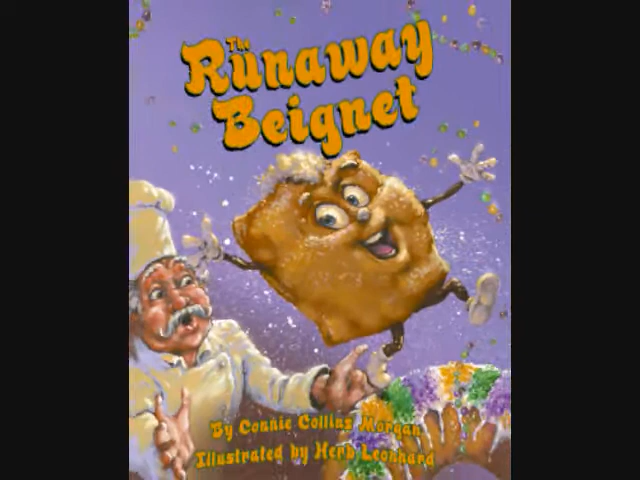 The
Runaway
Beignet
By Connie Collins Morgan
Illustrated by Herb Leonhard